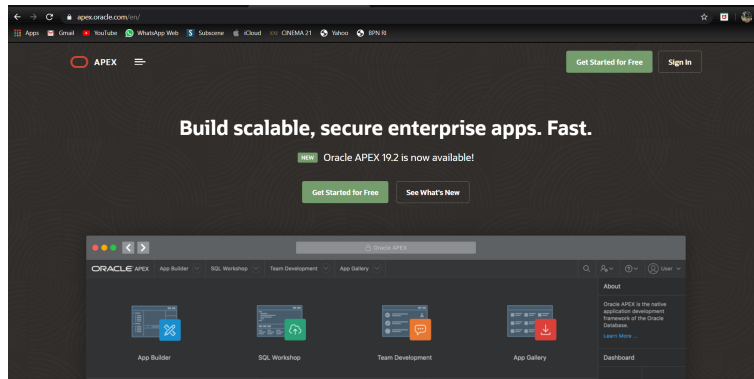 apex.oracle.com/en/
Apps Gmail YouTube WhatsApp Web Subscene iCloud CINEMA 21 Yahoo BPN RI
APEX Get Started for Free Sign In
Build scalable, secure enterprise apps. Fast.
NEW Oracle APEX 19.2 is now available!
Get Started for Free See What's New
Oracle APEX
ORACLE APEX App Builder SQL Workshop Team Development App Gallery User
About
Oracle APEX is the native
application development
framework of the Oracle
Database.
Learn More ...
App Builder SQL Workshop Team Development App Gallery Dashboard